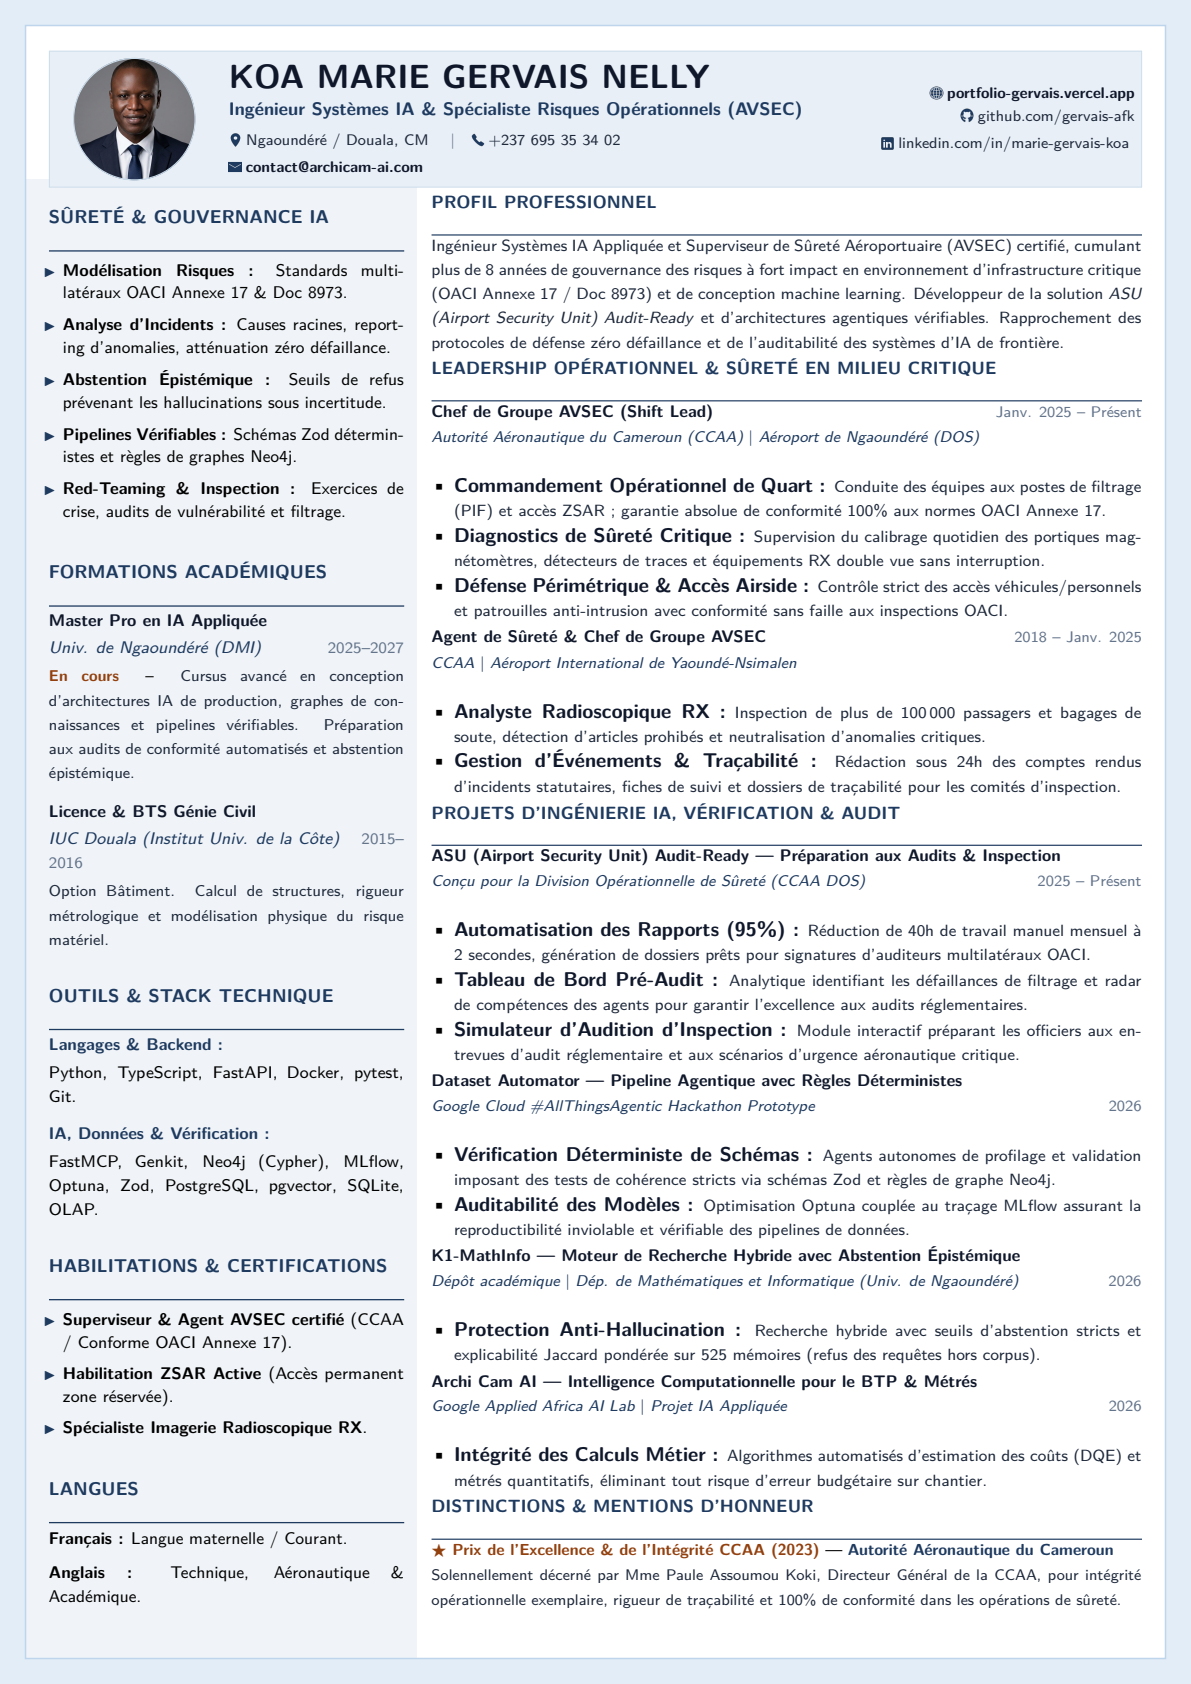 KOA MARIE GERVAIS NELLY
Ingénieur Systèmes IA & Spécialiste Risques Opérationnels (AVSEC)
Ngaoundéré / Douala, CM | +237 695 35 34 02
contact@archicam-ai.com
portfolio-gervais.vercel.app
github.com/gervais-afk
linkedin.com/in/marie-gervais-koa
SÛRETÉ & GOUVERNANCE IA
▶ Modélisation Risques : Standards multi-
latéraux OACI Annexe 17 & Doc 8973.
▶ Analyse d'Incidents : Causes racines, report-
ing d'anomalies, atténuation zéro défaillance.
▶ Abstention Épistémique : Seuils de refus
prévenant les hallucinations sous incertitude.
▶ Pipelines Vérifiables : Schémas Zod détermin-
istes et règles de graphes Neo4j.
▶ Red-Teaming & Inspection : Exercices de
crise, audits de vulnérabilité et filtrage.
FORMATIONS ACADÉMIQUES
Master Pro en IA Appliquée
Univ. de Ngaoundéré (DMI) 2025–2027
En cours – Cursus avancé en conception
d'architectures IA de production, graphes de con-
naissances et pipelines vérifiables. Préparation
aux audits de conformité automatisés et abstention
épistémique.
Licence & BTS Génie Civil
IUC Douala (Institut Univ. de la Côte) 2015–
2016
Option Bâtiment. Calcul de structures, rigueur
métrologique et modélisation physique du risque
matériel.
OUTILS & STACK TECHNIQUE
Langages & Backend :
Python, TypeScript, FastAPI, Docker, pytest,
Git.
IA, Données & Vérification :
FastMCP, Genkit, Neo4j (Cypher), MLflow,
Optuna, Zod, PostgreSQL, pgvector, SQLite,
OLAP.
HABILITATIONS & CERTIFICATIONS
▶ Superviseur & Agent AVSEC certifié (CCAA
/ Conforme OACI Annexe 17).
▶ Habilitation ZSAR Active (Accès permanent
zone réservée).
▶ Spécialiste Imagerie Radioscopique RX.
LANGUES
Français : Langue maternelle / Courant.
Anglais : Technique, Aéronautique &
Académique.
PROFIL PROFESSIONNEL
Ingénieur Systèmes IA Appliquée et Superviseur de Sûreté Aéroportuaire (AVSEC) certifié, cumulant
plus de 8 années de gouvernance des risques à fort impact en environnement d'infrastructure critique
(OACI Annexe 17 / Doc 8973) et de conception machine learning. Développeur de la solution ASU
(Airport Security Unit) Audit-Ready et d'architectures agentiques vérifiables. Rapprochement des
protocoles de défense zéro défaillance et de l'auditabilité des systèmes d'IA de frontière.
LEADERSHIP OPÉRATIONNEL & SÛRETÉ EN MILIEU CRITIQUE
Chef de Groupe AVSEC (Shift Lead) Janv. 2025 – Présent
Autorité Aéronautique du Cameroun (CCAA) | Aéroport de Ngaoundéré (DOS)
▪ Commandement Opérationnel de Quart : Conduite des équipes aux postes de filtrage
(PIF) et accès ZSAR ; garantie absolue de conformité 100% aux normes OACI Annexe 17.
▪ Diagnostics de Sûreté Critique : Supervision du calibrage quotidien des portiques mag-
nétomètres, détecteurs de traces et équipements RX double vue sans interruption.
▪ Défense Périmétrique & Accès Airside : Contrôle strict des accès véhicules/personnels
et patrouilles anti-intrusion avec conformité sans faille aux inspections OACI.
Agent de Sûreté & Chef de Groupe AVSEC 2018 – Janv. 2025
CCAA | Aéroport International de Yaoundé-Nsimalen
▪ Analyste Radioscopique RX : Inspection de plus de 100 000 passagers et bagages de
soute, détection d'articles prohibés et neutralisation d'anomalies critiques.
▪ Gestion d'Événements & Traçabilité : Rédaction sous 24h des comptes rendus
d'incidents statutaires, fiches de suivi et dossiers de traçabilité pour les comités d'inspection.
PROJETS D'INGÉNIERIE IA, VÉRIFICATION & AUDIT
ASU (Airport Security Unit) Audit-Ready — Préparation aux Audits & Inspection
Conçu pour la Division Opérationnelle de Sûreté (CCAA DOS) 2025 – Présent
▪ Automatisation des Rapports (95%) : Réduction de 40h de travail manuel mensuel à
2 secondes, génération de dossiers prêts pour signatures d'auditeurs multilatéraux OACI.
▪ Tableau de Bord Pré-Audit : Analytique identifiant les défaillances de filtrage et radar
de compétences des agents pour garantir l'excellence aux audits réglementaires.
▪ Simulateur d'Audition d'Inspection : Module interactif préparant les officiers aux en-
trevues d'audit réglementaire et aux scénarios d'urgence aéronautique critique.
Dataset Automator — Pipeline Agentique avec Règles Déterministes
Google Cloud #AllThingsAgentic Hackathon Prototype 2026
▪ Vérification Déterministe de Schémas : Agents autonomes de profilage et validation
imposant des tests de cohérence stricts via schémas Zod et règles de graphe Neo4j.
▪ Auditabilité des Modèles : Optimisation Optuna couplée au traçage MLflow assurant la
reproductibilité inviolable et vérifiable des pipelines de données.
K1-MathInfo — Moteur de Recherche Hybride avec Abstention Épistémique
Dépôt académique | Dép. de Mathématiques et Informatique (Univ. de Ngaoundéré) 2026
▪ Protection Anti-Hallucination : Recherche hybride avec seuils d'abstention stricts et
explicabilité Jaccard pondérée sur 525 mémoires (refus des requêtes hors corpus).
Archi Cam AI — Intelligence Computationnelle pour le BTP & Métrés
Google Applied Africa AI Lab | Projet IA Appliquée 2026
▪ Intégrité des Calculs Métier : Algorithmes automatisés d'estimation des coûts (DQE) et
métrés quantitatifs, éliminant tout risque d'erreur budgétaire sur chantier.
DISTINCTIONS & MENTIONS D'HONNEUR
★ Prix de l'Excellence & de l'Intégrité CCAA (2023) — Autorité Aéronautique du Cameroun
Solennellement décerné par Mme Paule Assoumou Koki, Directeur Général de la CCAA, pour intégrité
opérationnelle exemplaire, rigueur de traçabilité et 100% de conformité dans les opérations de sûreté.